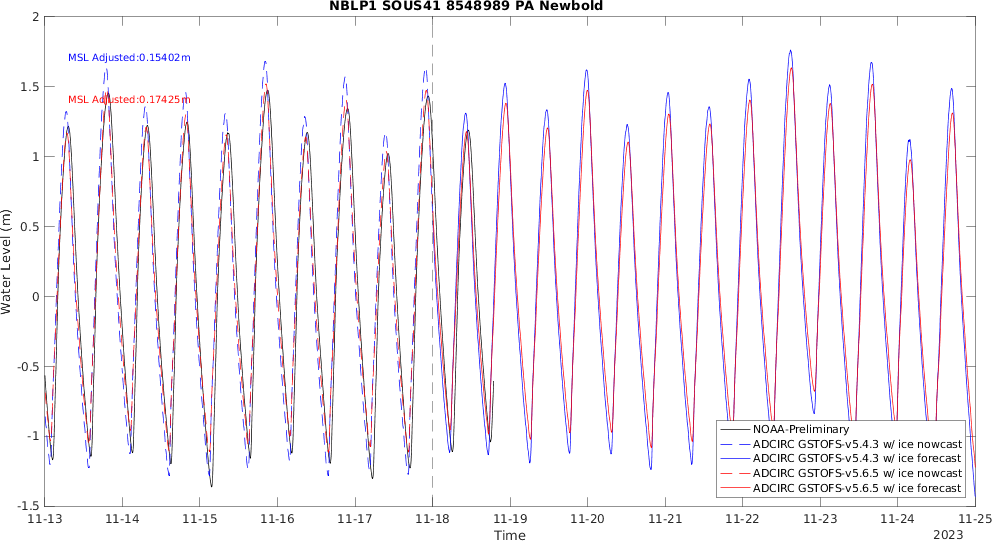 NBLP1 SOUS41 8548989 PA Newbold
MSL Adjusted:0.15402m
MSL Adjusted:0.17425m
Water Level (m)
2
1.5
1
0.5
0
-0.5
-1
-1.5
NOAA-Preliminary
ADCIRC GSTOFS-v5.4.3 w/ ice nowcast
ADCIRC GSTOFS-v5.4.3 w/ ice forecast
ADCIRC GSTOFS-v5.6.5 w/ ice nowcast
ADCIRC GSTOFS-v5.6.5 w/ ice forecast
11-13 11-14 11-15 11-16 11-17 11-18 11-19 11-20 11-21 11-22 11-23 11-24 11-25
Time
2023